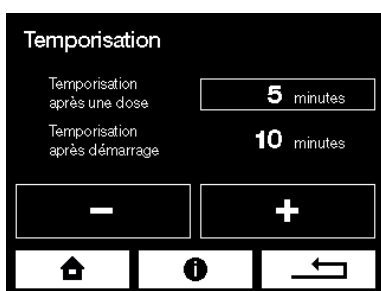 Temporisation
Temporisation
après une dose
5 minutes
Temporisation
après démarrage
10 minutes
− +